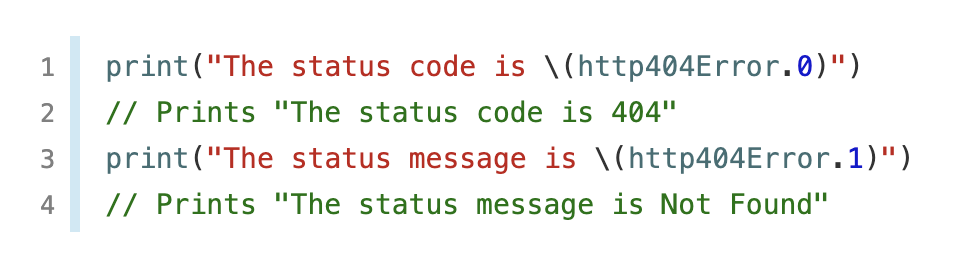 1 print("The status code is \(http404Error.0)")
2 // Prints "The status code is 404"
3 print("The status message is \(http404Error.1)")
4 // Prints "The status message is Not Found"